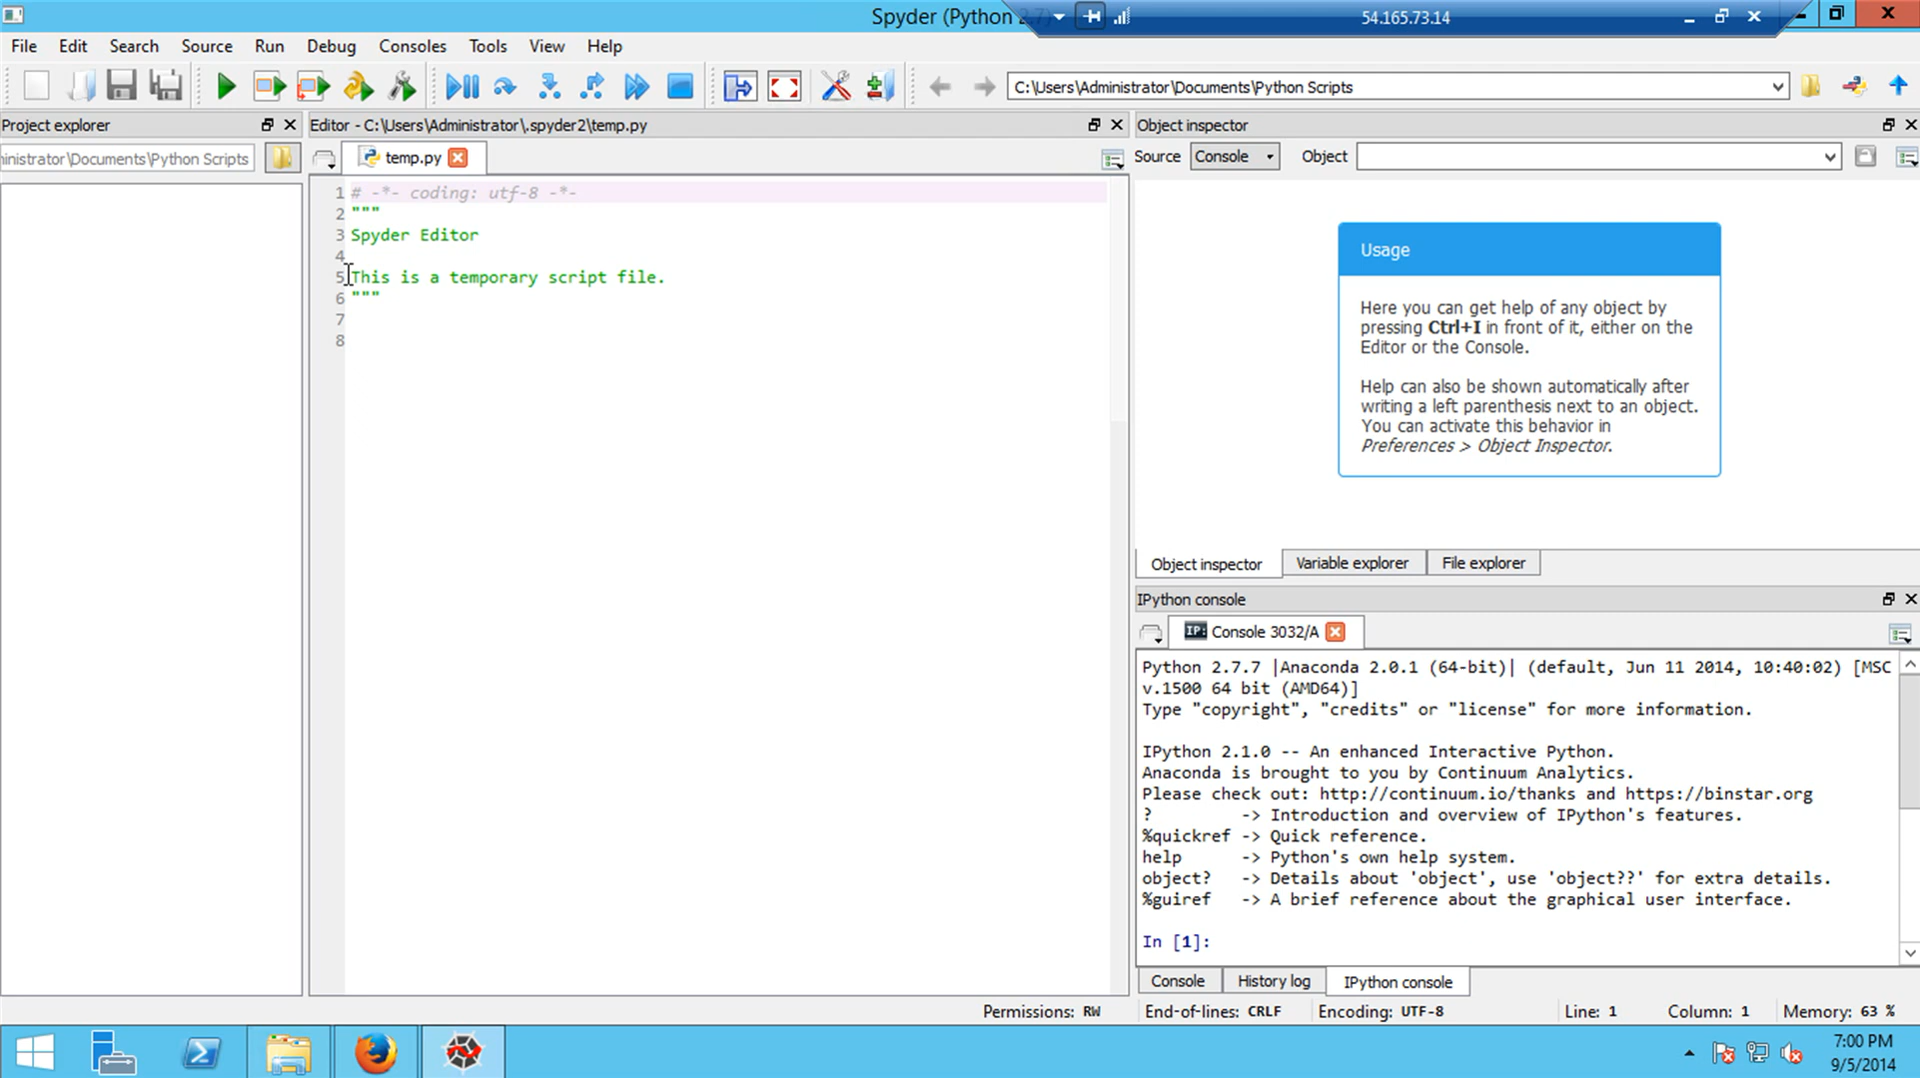 Spyder (Python 2.7)
54.165.73.14
File Edit Search Source Run Debug Consoles Tools View Help
C:\Users\Administrator\Documents\Python Scripts
Project explorer
inistrator\Documents\Python Scripts
Editor - C:\Users\Administrator\.spyder2\temp.py
temp.py
1 # -*- coding: utf-8 -*-
2 """
3 Spyder Editor
4
5 This is a temporary script file.
6 """
7
8
Object inspector
Source Console Object
Usage
Here you can get help of any object by
pressing Ctrl+I in front of it, either on the
Editor or the Console.
Help can also be shown automatically after
writing a left parenthesis next to an object.
You can activate this behavior in
Preferences > Object Inspector.
Object inspector Variable explorer File explorer
IPython console
IP: Console 3032/A
Python 2.7.7 |Anaconda 2.0.1 (64-bit)| (default, Jun 11 2014, 10:40:02) [MSC
v.1500 64 bit (AMD64)]
Type "copyright", "credits" or "license" for more information.
IPython 2.1.0 -- An enhanced Interactive Python.
Anaconda is brought to you by Continuum Analytics.
Please check out: http://continuum.io/thanks and https://binstar.org
? -> Introduction and overview of IPython's features.
%quickref -> Quick reference.
help -> Python's own help system.
object? -> Details about 'object', use 'object??' for extra details.
%guiref -> A brief reference about the graphical user interface.
In [1]:
Console History log IPython console
Permissions: RW End-of-lines: CRLF Encoding: UTF-8 Line: 1 Column: 1 Memory: 63 %
7:00 PM
9/5/2014